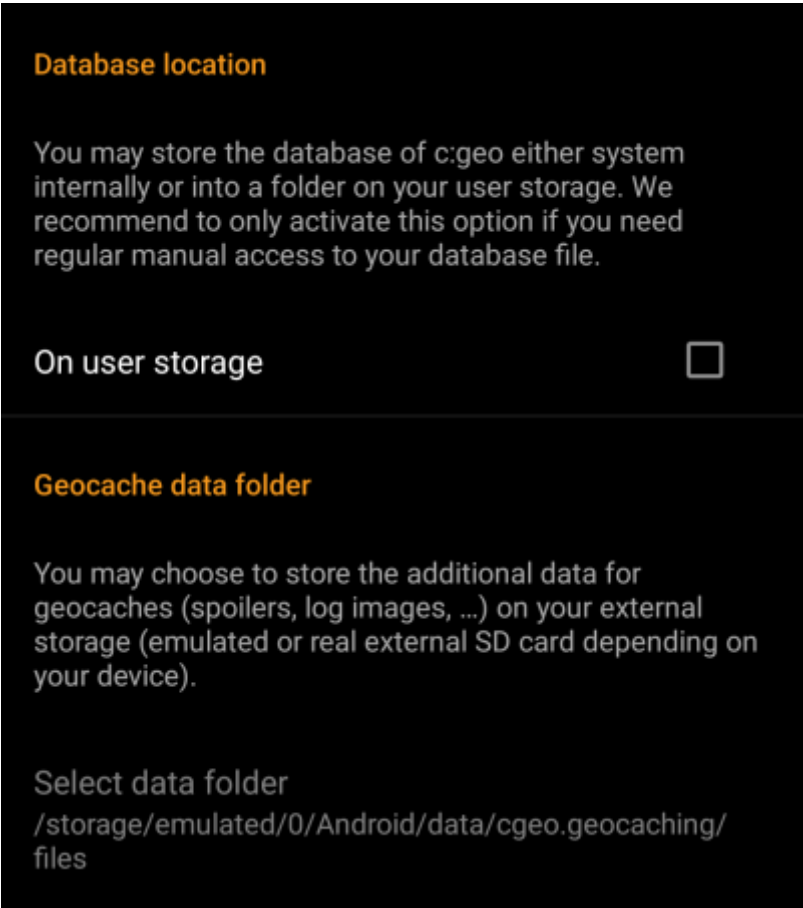 Database location
You may store the database of c:geo either system
internally or into a folder on your user storage. We
recommend to only activate this option if you need
regular manual access to your database file.
On user storage
Geocache data folder
You may choose to store the additional data for
geocaches (spoilers, log images, …) on your external
storage (emulated or real external SD card depending on
your device).
Select data folder
/storage/emulated/0/Android/data/cgeo.geocaching/
files